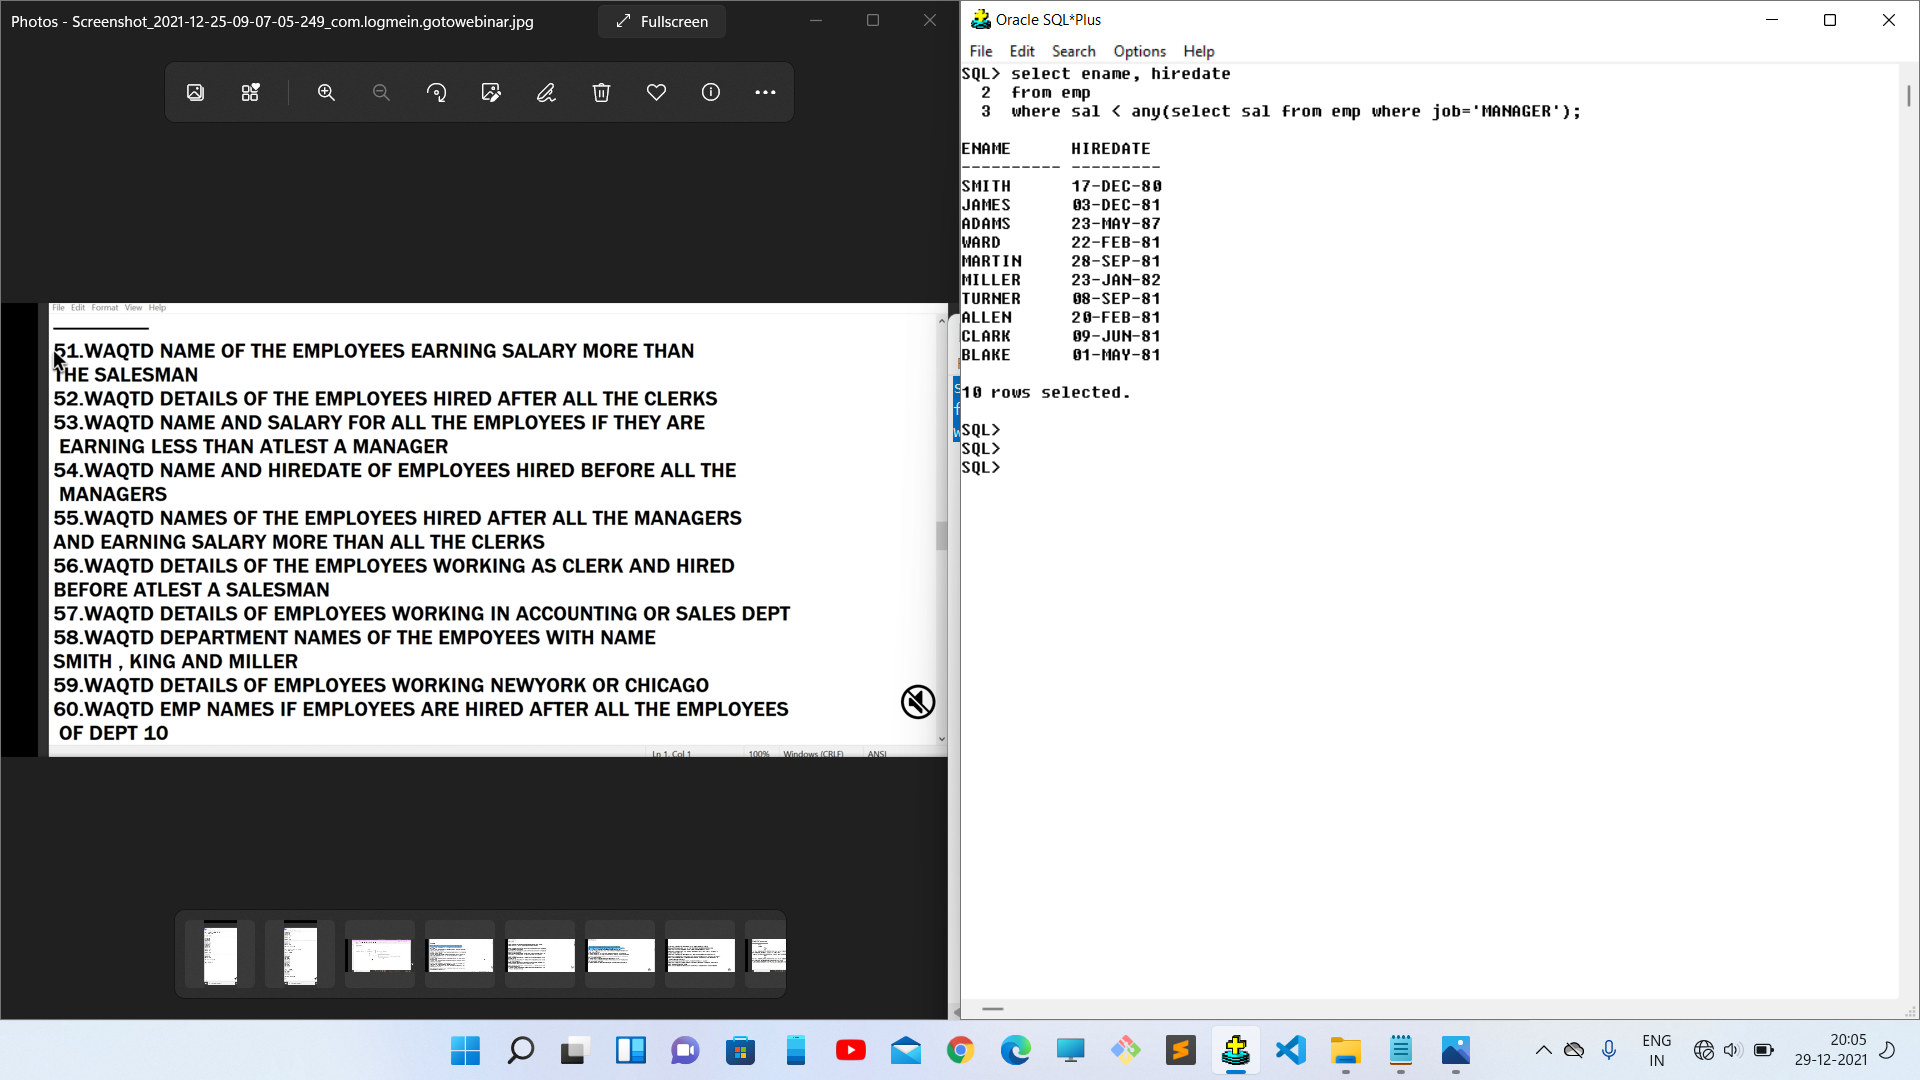 Photos - Screenshot_2021-12-25-09-07-05-249_com.logmein.gotowebinar.jpg
Fullscreen
File Edit Format View Help
51.WAQTD NAME OF THE EMPLOYEES EARNING SALARY MORE THAN
THE SALESMAN
52.WAQTD DETAILS OF THE EMPLOYEES HIRED AFTER ALL THE CLERKS
53.WAQTD NAME AND SALARY FOR ALL THE EMPLOYEES IF THEY ARE
EARNING LESS THAN ATLEST A MANAGER
54.WAQTD NAME AND HIREDATE OF EMPLOYEES HIRED BEFORE ALL THE
MANAGERS
55.WAQTD NAMES OF THE EMPLOYEES HIRED AFTER ALL THE MANAGERS
AND EARNING SALARY MORE THAN ALL THE CLERKS
56.WAQTD DETAILS OF THE EMPLOYEES WORKING AS CLERK AND HIRED
BEFORE ATLEST A SALESMAN
57.WAQTD DETAILS OF EMPLOYEES WORKING IN ACCOUNTING OR SALES DEPT
58.WAQTD DEPARTMENT NAMES OF THE EMPOYEES WITH NAME
SMITH , KING AND MILLER
59.WAQTD DETAILS OF EMPLOYEES WORKING NEWYORK OR CHICAGO
60.WAQTD EMP NAMES IF EMPLOYEES ARE HIRED AFTER ALL THE EMPLOYEES
OF DEPT 10
Ln 1, Col 1 100% Windows (CRLF) ANSI
Oracle SQL*Plus
File Edit Search Options Help
SQL> select ename, hiredate
2 from emp
3 where sal < any(select sal from emp where job='MANAGER');
ENAME HIREDATE
---------- ---------
SMITH 17-DEC-80
JAMES 03-DEC-81
ADAMS 23-MAY-87
WARD 22-FEB-81
MARTIN 28-SEP-81
MILLER 23-JAN-82
TURNER 08-SEP-81
ALLEN 20-FEB-81
CLARK 09-JUN-81
BLAKE 01-MAY-81
10 rows selected.
SQL>
SQL>
SQL>
ENG
IN
20:05
29-12-2021